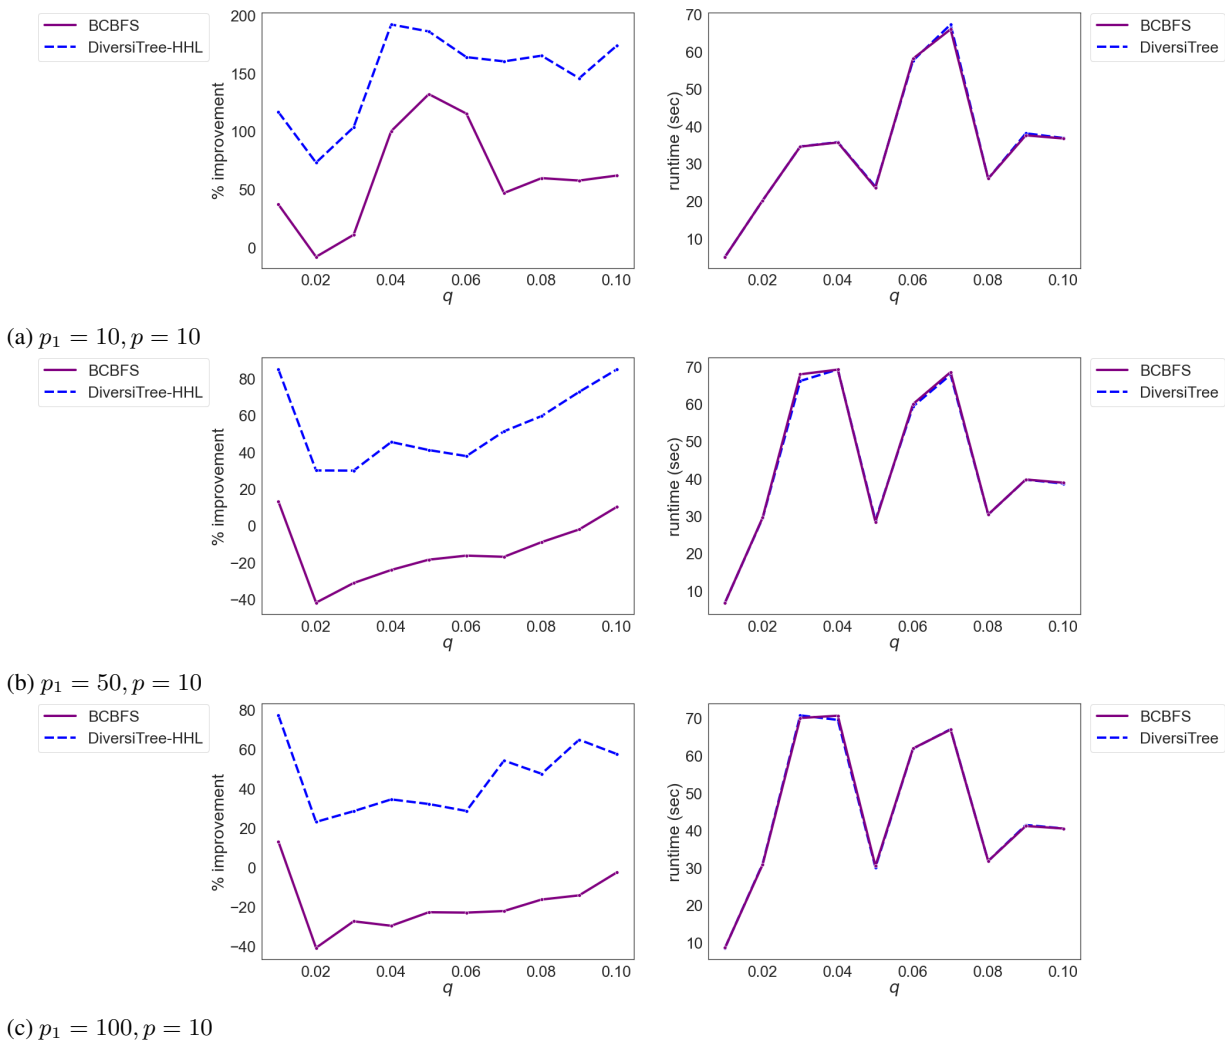 BCBFS
DiversiTree-HHL
% improvement
200
150
100
50
0
0.02 0.04 0.06 0.08 0.10
q
runtime (sec)
70
60
50
40
30
20
10
0.02 0.04 0.06 0.08 0.10
q
BCBFS
DiversiTree
(a) p₁ = 10, p = 10
BCBFS
DiversiTree-HHL
% improvement
80
60
40
20
0
−20
−40
0.02 0.04 0.06 0.08 0.10
q
runtime (sec)
70
60
50
40
30
20
10
0.02 0.04 0.06 0.08 0.10
q
BCBFS
DiversiTree
(b) p₁ = 50, p = 10
BCBFS
DiversiTree-HHL
% improvement
80
60
40
20
0
−20
−40
0.02 0.04 0.06 0.08 0.10
q
runtime (sec)
70
60
50
40
30
20
10
0.02 0.04 0.06 0.08 0.10
q
BCBFS
DiversiTree
(c) p₁ = 100, p = 10